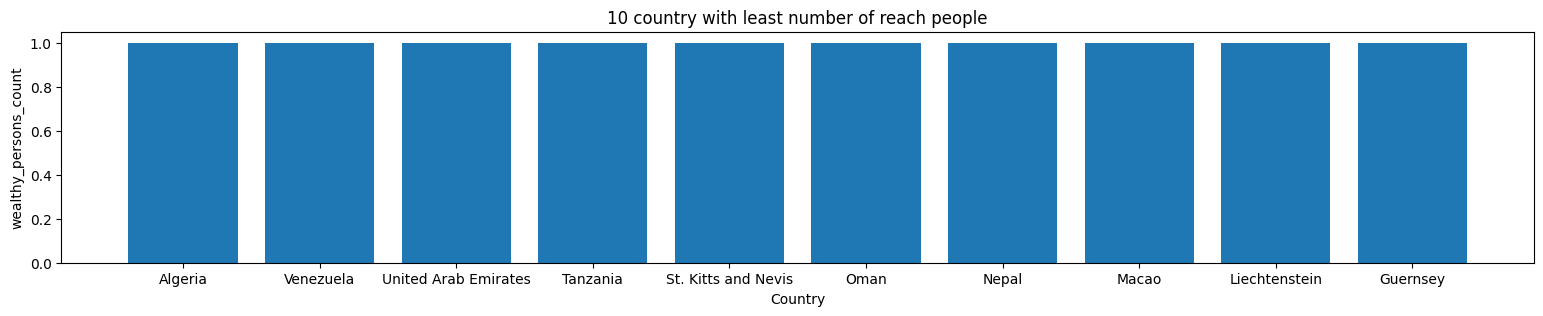 10 country with least number of reach people
wealthy_persons_count
1.0
0.8
0.6
0.4
0.2
0.0
Algeria Venezuela United Arab Emirates Tanzania St. Kitts and Nevis Oman Nepal Macao Liechtenstein Guernsey
Country